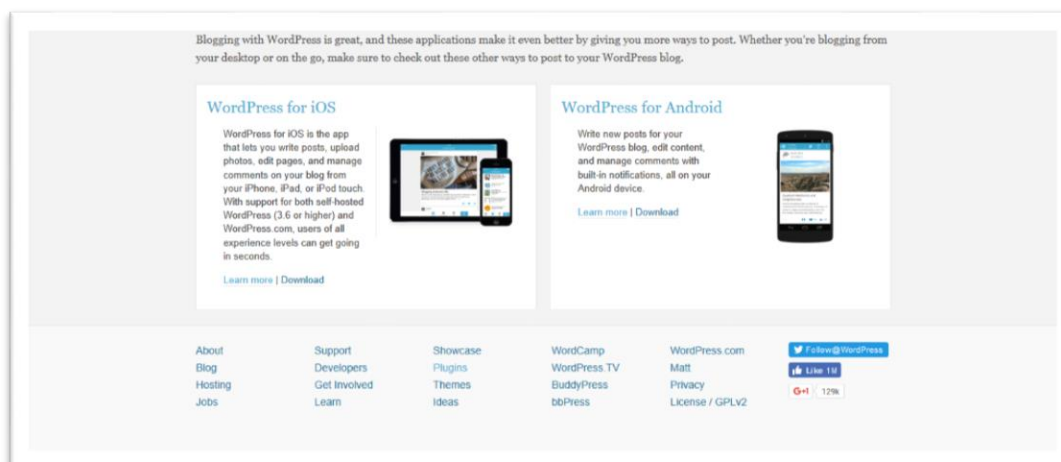 Blogging with WordPress is great, and these applications make it even better by giving you more ways to post. Whether you're blogging from
your desktop or on the go, make sure to check out these other ways to post to your WordPress blog.
WordPress for iOS
WordPress for iOS is the app
that lets you write posts, upload
photos, edit pages, and manage
comments on your blog from
your iPhone, iPad, or iPod touch.
With support for both self-hosted
WordPress (3.6 or higher) and
WordPress.com, users of all
experience levels can get going
in seconds.
Learn more | Download
WordPress for Android
Write new posts for your
WordPress blog, edit content,
and manage comments with
built-in notifications, all on your
Android device.
Learn more | Download
About
Blog
Hosting
Jobs
Support
Developers
Get Involved
Learn
Showcase
Plugins
Themes
Ideas
WordCamp
WordPress.TV
BuddyPress
bbPress
WordPress.com
Matt
Privacy
License / GPLv2
Follow@WordPress
Like 1M
G+1 129k